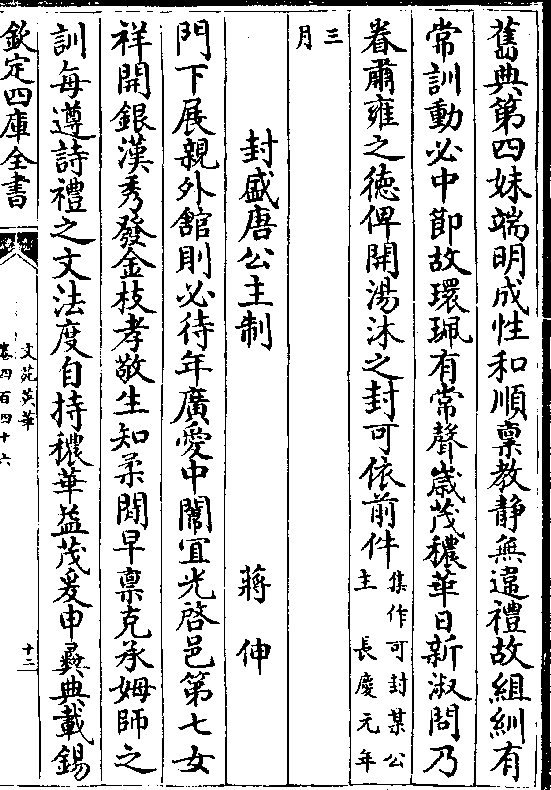 舊典第四妹端明成性和順稟教静無違禮故組紃有
常訓動必中節故環珮有常聲歲茂穠華日新淑問乃
眷肅雍之德俾開湯沐之封可依前件集作可封某公主 長慶元年
三月
封盛唐公主制 蔣伸
門下展親外館則必待年廣愛中闈宜光啓邑第七女
祥開銀漢秀發金枝孝敬生知柔閑早稟克承姆師之
訓每遵詩禮之文法度自持穠華益茂爰申彞典載錫
欽定四庫全書
文苑英華
卷四百四十六
十二